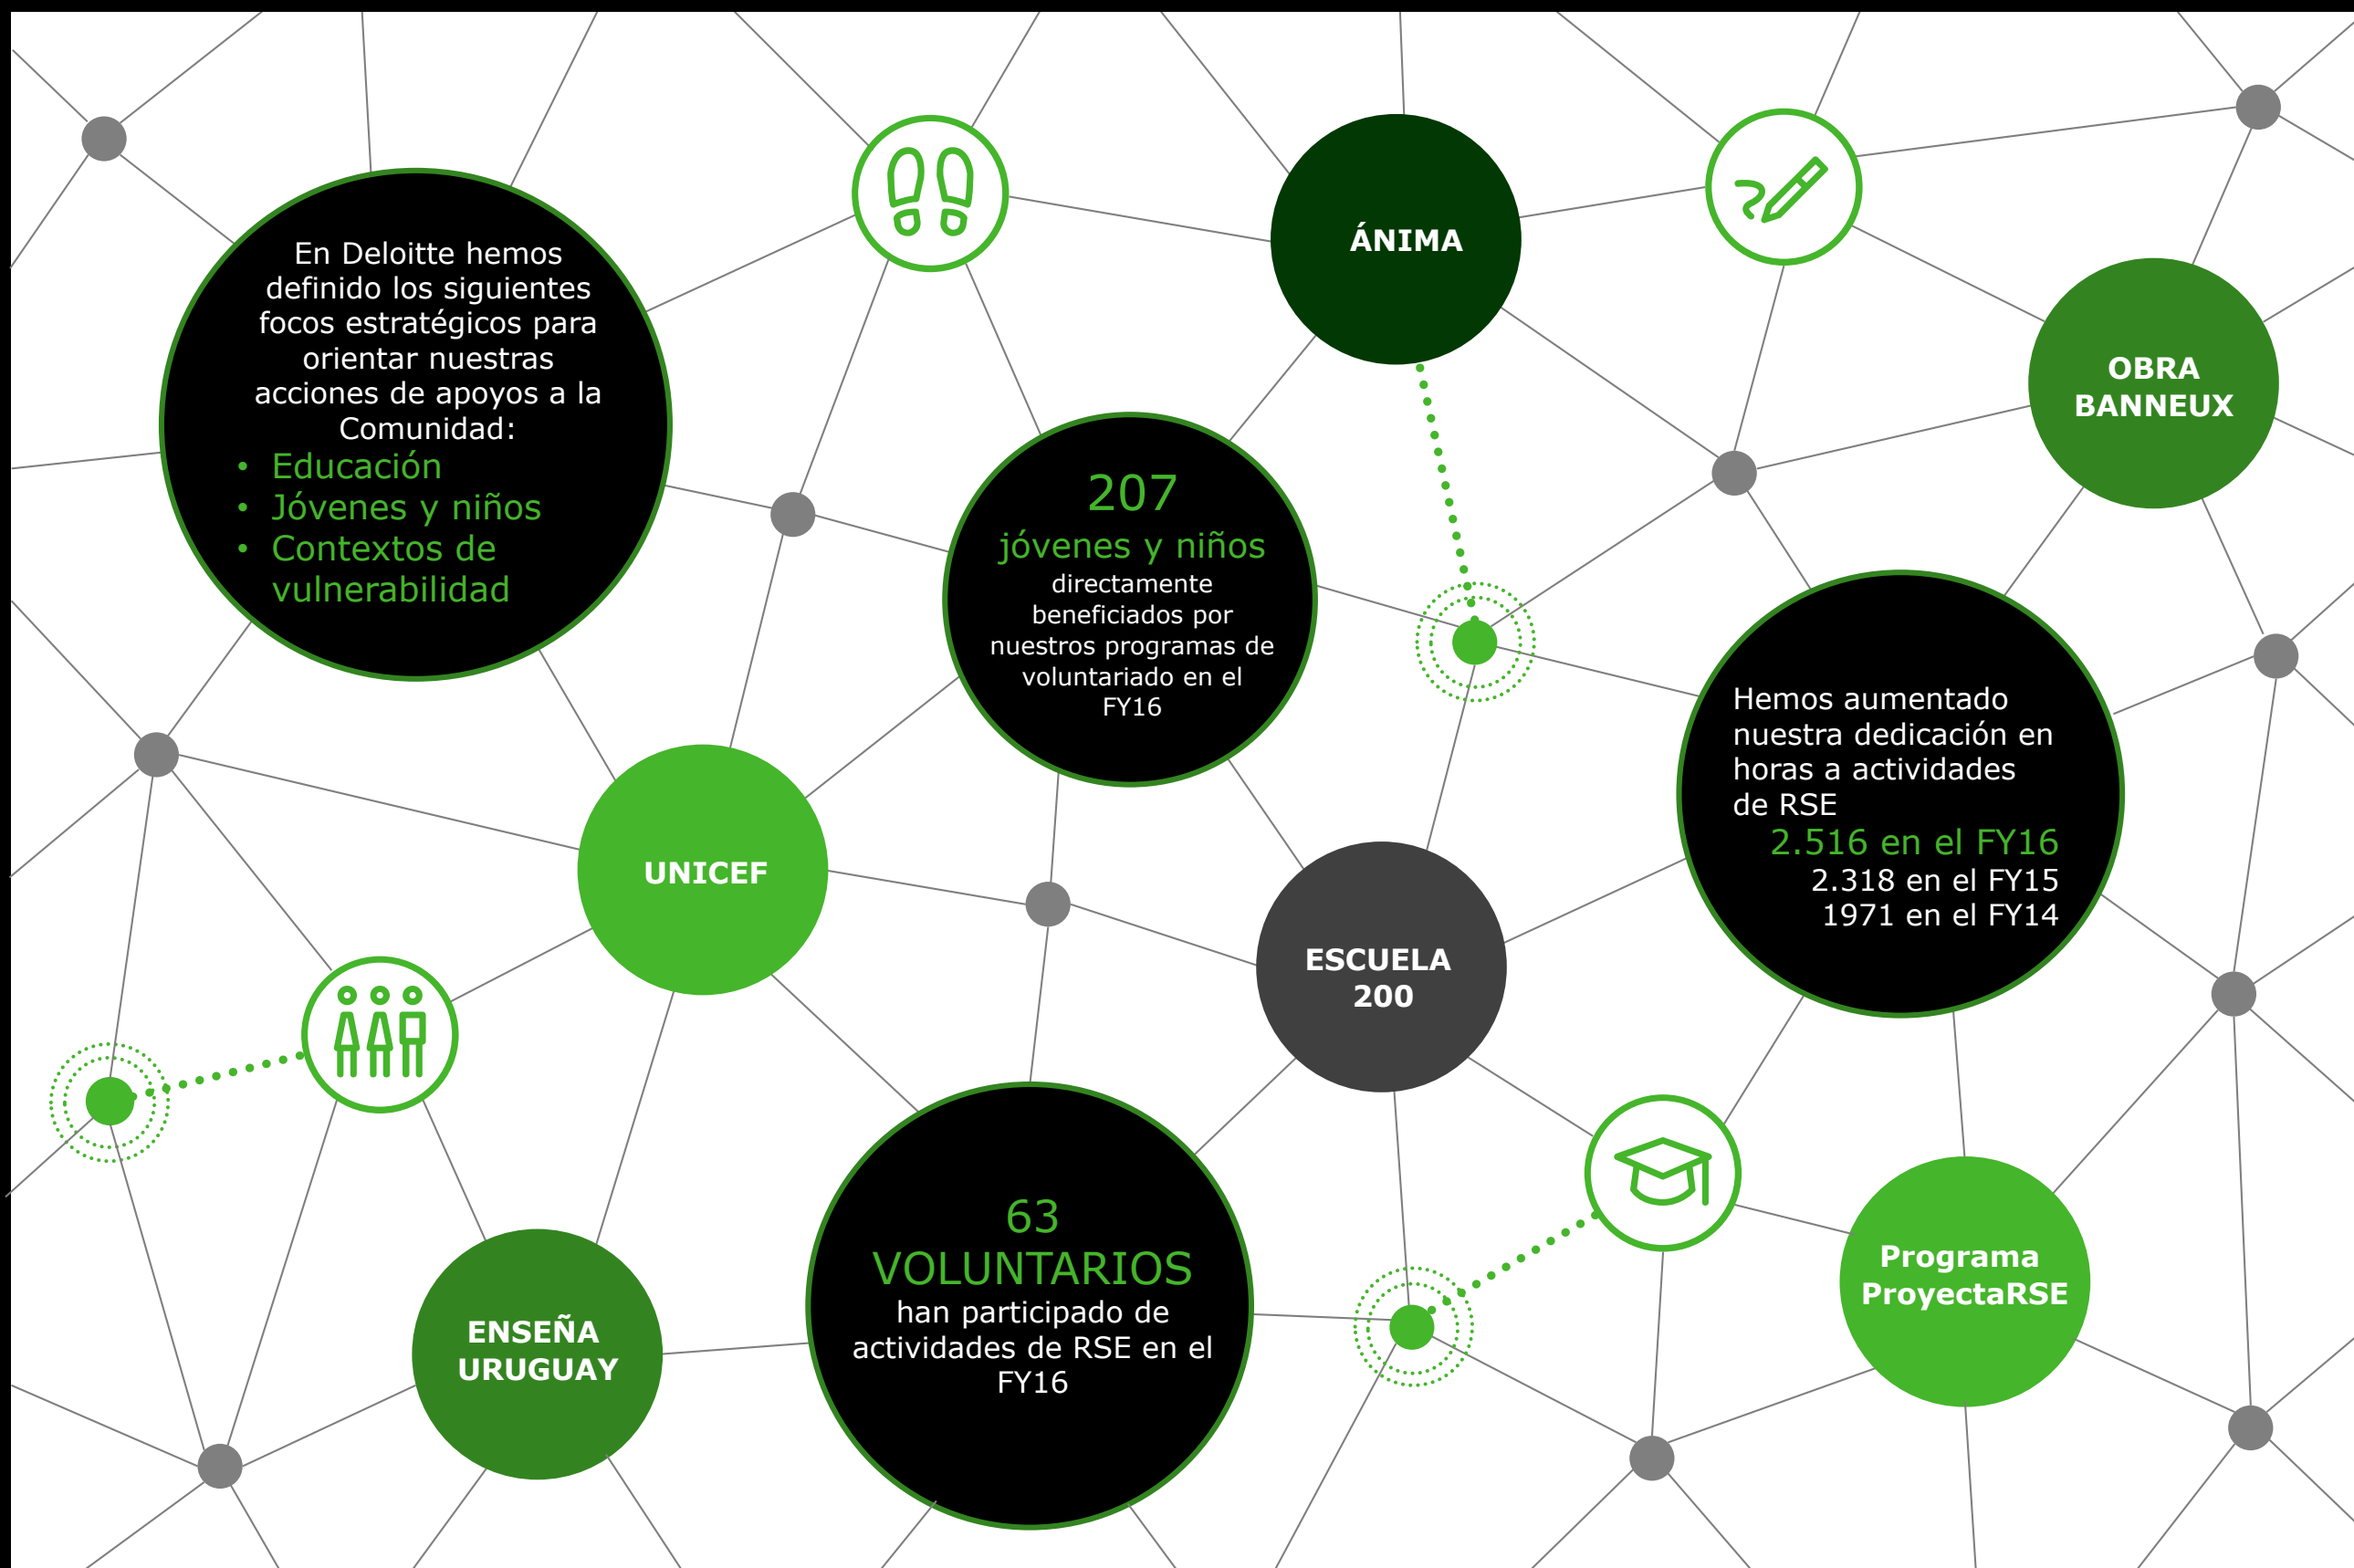 En Deloitte hemos
definido los siguientes
focos estratégicos para
orientar nuestras
acciones de apoyos a la
Comunidad:
• Educación
• Jóvenes y niños
• Contextos de
vulnerabilidad
ÁNIMA
OBRA
BANNEUX
207
jóvenes y niños
directamente
beneficiados por
nuestros programas de
voluntariado en el
FY16
Hemos aumentado
nuestra dedicación en
horas a actividades
de RSE
2.516 en el FY16
2.318 en el FY15
1971 en el FY14
UNICEF
ESCUELA
200
63
VOLUNTARIOS
han participado de
actividades de RSE en el
FY16
Programa
ProyectaRSE
ENSEÑA
URUGUAY